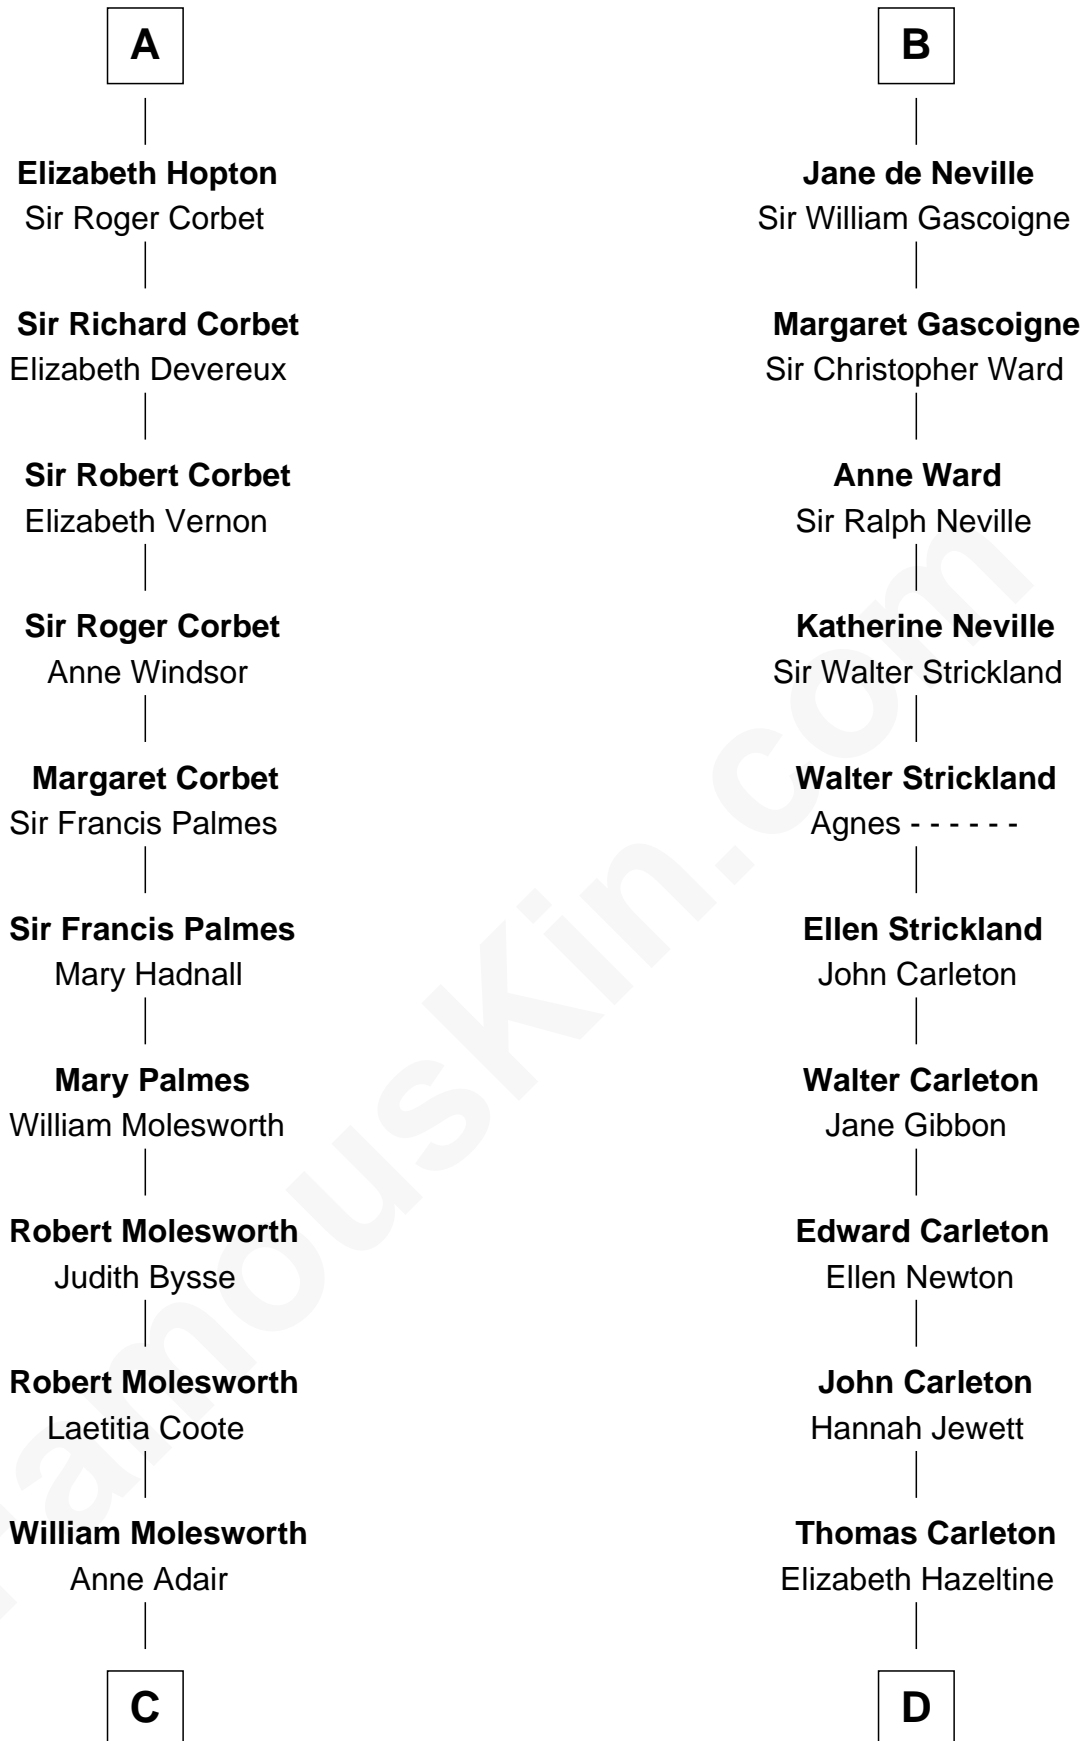 A
Elizabeth Hopton
Sir Roger Corbet
Sir Richard Corbet
Elizabeth Devereux
Sir Robert Corbet
Elizabeth Vernon
Sir Roger Corbet
Anne Windsor
Margaret Corbet
Sir Francis Palmes
Sir Francis Palmes
Mary Hadnall
Mary Palmes
William Molesworth
Robert Molesworth
Judith Bysse
Robert Molesworth
Laetitia Coote
William Molesworth
Anne Adair
C
B
Jane de Neville
Sir William Gascoigne
Margaret Gascoigne
Sir Christopher Ward
Anne Ward
Sir Ralph Neville
Katherine Neville
Sir Walter Strickland
Walter Strickland
Agnes - - - - - -
Ellen Strickland
John Carleton
Walter Carleton
Jane Gibbon
Edward Carleton
Ellen Newton
John Carleton
Hannah Jewett
Thomas Carleton
Elizabeth Hazeltine
D
FamousKin.com